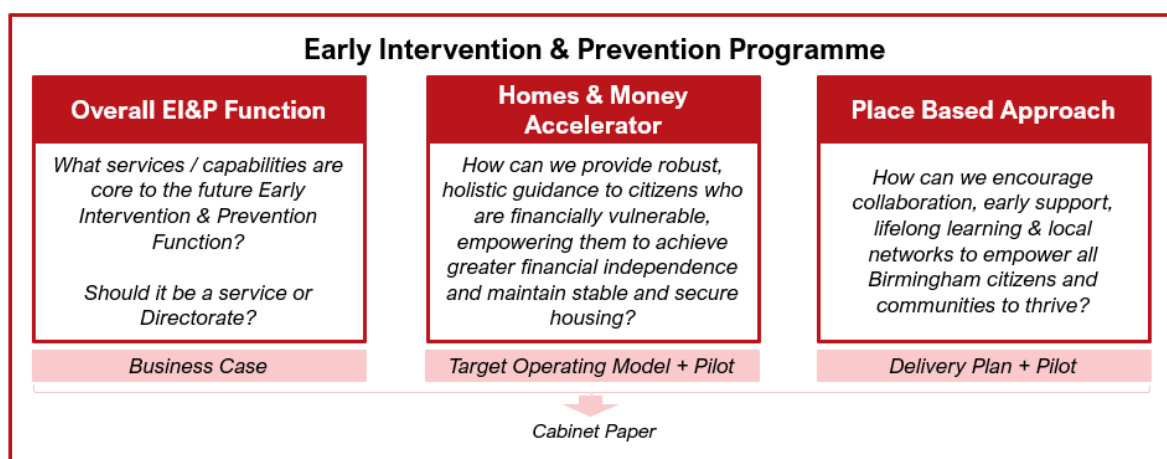 Early Intervention & Prevention Programme
Overall EI&P Function
What services / capabilities are
core to the future Early
Intervention & Prevention
Function?
Should it be a service or
Directorate?
Business Case
Homes & Money
Accelerator
How can we provide robust,
holistic guidance to citizens who
are financially vulnerable,
empowering them to achieve
greater financial independence
and maintain stable and secure
housing?
Target Operating Model + Pilot
Place Based Approach
How can we encourage
collaboration, early support,
lifelong learning & local
networks to empower all
Birmingham citizens and
communities to thrive?
Delivery Plan + Pilot
Cabinet Paper